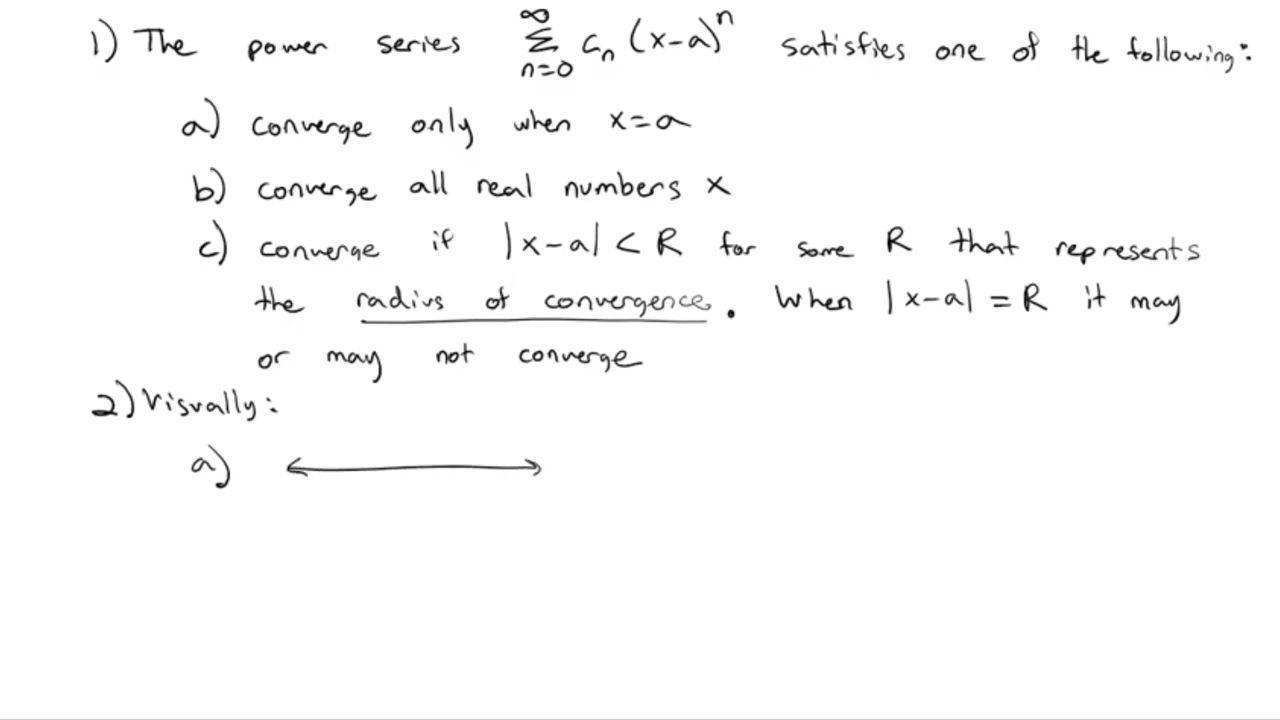 1) The power series ∞ Σ n=0 cₙ (x-a)ⁿ satisfies one of the following:
a) converge only when x=a
b) converge all real numbers x
c) converge if |x-a| < R for some R that represents
the radius of convergence. When |x-a| = R it may
or may not converge
2) Visually:
a)